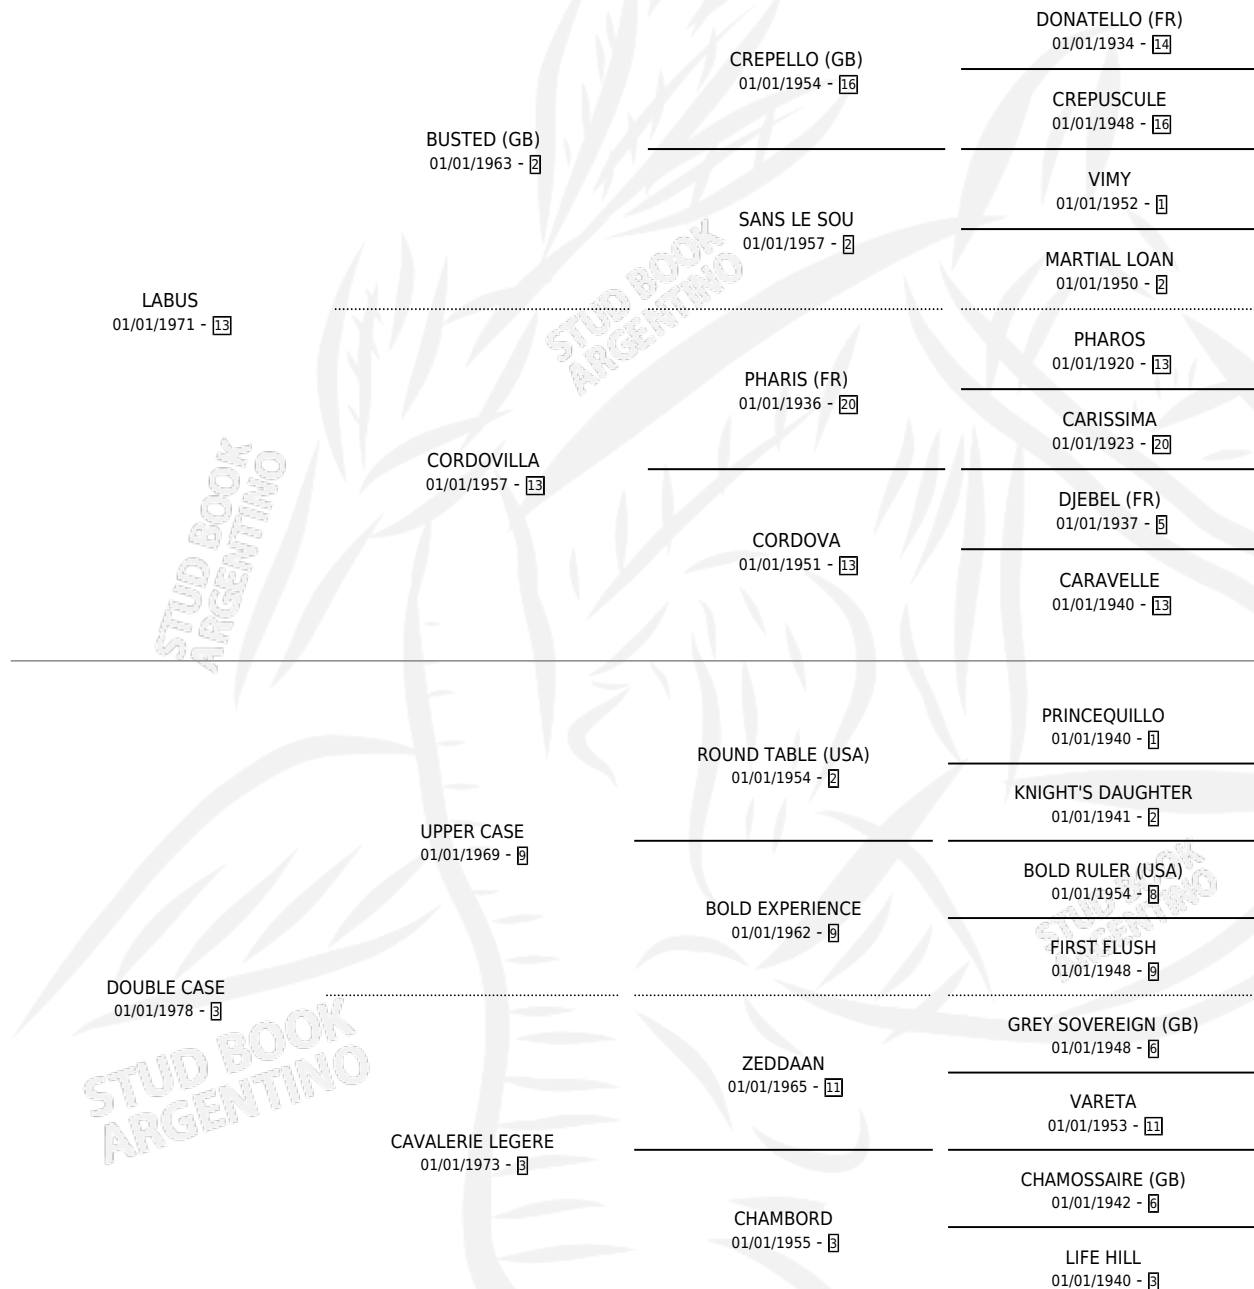 DONATELLO (FR)
01/01/1934 - 14
CREPELLO (GB)
01/01/1954 - 16
CREPUSCULE
01/01/1948 - 16
BUSTED (GB)
01/01/1963 - 2
VIMY
01/01/1952 - 1
SANS LE SOU
01/01/1957 - 2
MARTIAL LOAN
01/01/1950 - 2
LABUS
01/01/1971 - 13
PHAROS
01/01/1920 - 13
PHARIS (FR)
01/01/1936 - 20
CARISSIMA
01/01/1923 - 20
CORDOVILLA
01/01/1957 - 13
DJEBEL (FR)
01/01/1937 - 5
CORDOVA
01/01/1951 - 13
CARAVELLE
01/01/1940 - 13
PRINCEQUILLO
01/01/1940 - 1
ROUND TABLE (USA)
01/01/1954 - 2
KNIGHT'S DAUGHTER
01/01/1941 - 2
UPPER CASE
01/01/1969 - 9
BOLD RULER (USA)
01/01/1954 - 8
BOLD EXPERIENCE
01/01/1962 - 9
FIRST FLUSH
01/01/1948 - 9
DOUBLE CASE
01/01/1978 - 3
GREY SOVEREIGN (GB)
01/01/1948 - 6
ZEDDAAN
01/01/1965 - 11
VARETA
01/01/1953 - 11
CAVALERIE LEGERE
01/01/1973 - 3
CHAMOSSAIRE (GB)
01/01/1942 - 6
CHAMBORD
01/01/1955 - 3
LIFE HILL
01/01/1940 - 3
STUD BOOK
ARGENTINO
STUD BOOK
ARGENTINO
STUD BOOK
ARGENTINO
STUD BOOK
ARGENTINO